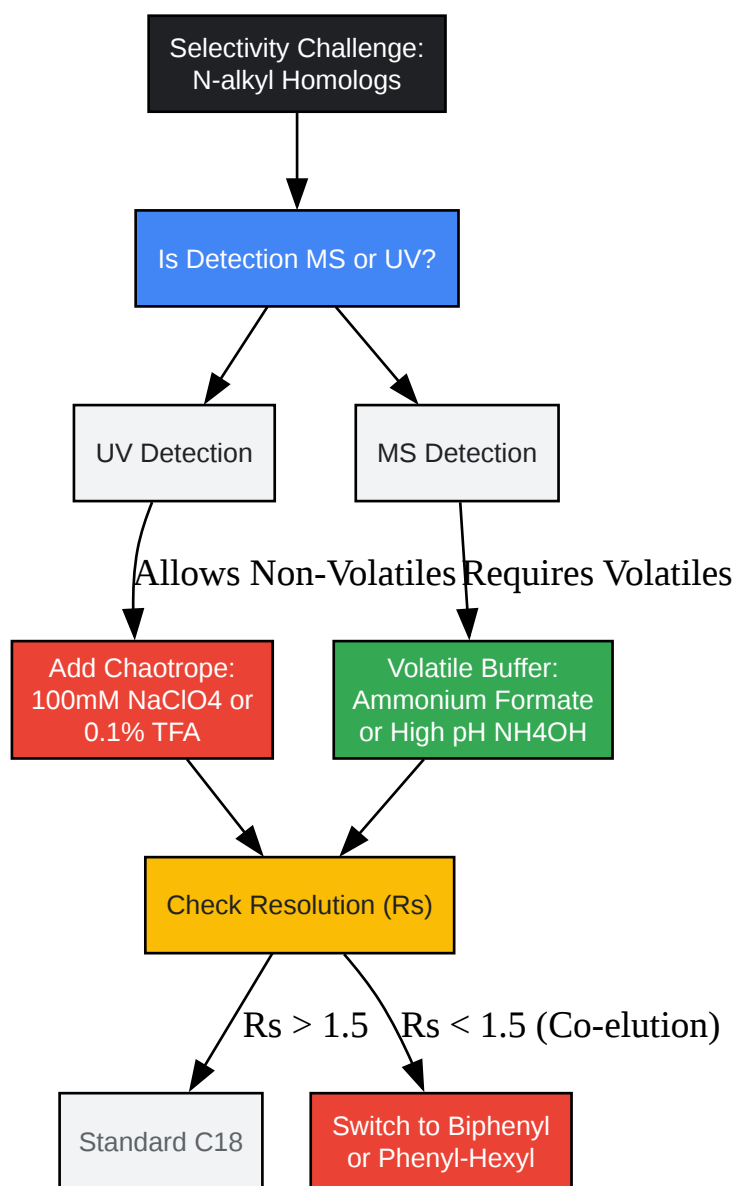 Selectivity Challenge:
N-alkyl Homologs
Is Detection MS or UV?
UV Detection
MS Detection
Allows Non-Volatiles
Requires Volatiles
Add Chaotrope:
100mM NaClO4 or
0.1% TFA
Volatile Buffer:
Ammonium Formate
or High pH NH4OH
Check Resolution (Rs)
Rs > 1.5
Rs < 1.5 (Co-elution)
Standard C18
Switch to Biphenyl
or Phenyl-Hexyl